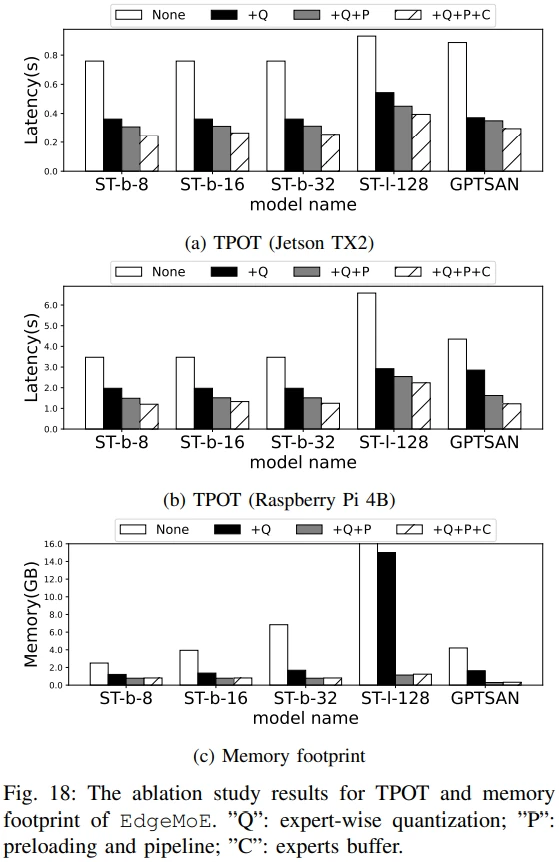 None +Q +Q+P +Q+P+C
0.8
0.6
0.4
0.2
0.0
Latency(s)
ST-b-8 ST-b-16 ST-b-32 ST-l-128 GPTSAN
model name
(a) TPOT (Jetson TX2)
None +Q +Q+P +Q+P+C
6.0
5.0
4.0
3.0
2.0
1.0
0.0
Latency(s)
ST-b-8 ST-b-16 ST-b-32 ST-l-128 GPTSAN
model name
(b) TPOT (Raspberry Pi 4B)
None +Q +Q+P +Q+P+C
16.0
14.0
12.0
10.0
8.0
6.0
4.0
2.0
0.0
Memory(GB)
ST-b-8 ST-b-16 ST-b-32 ST-l-128 GPTSAN
model name
(c) Memory footprint
Fig. 18: The ablation study results for TPOT and memory
footprint of EdgeMoE. ”Q”: expert-wise quantization; ”P”:
preloading and pipeline; ”C”: experts buffer.